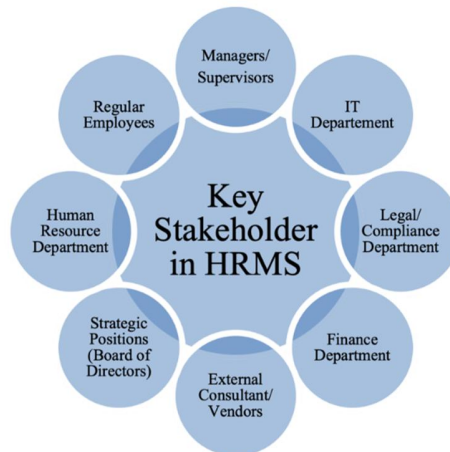 Managers/
Supervisors
IT
Departement
Legal/
Compliance
Department
Finance
Department
External
Consultant/
Vendors
Strategic
Positions
(Board of
Directors)
Human
Resource
Department
Regular
Employees
Key
Stakeholder
in HRMS